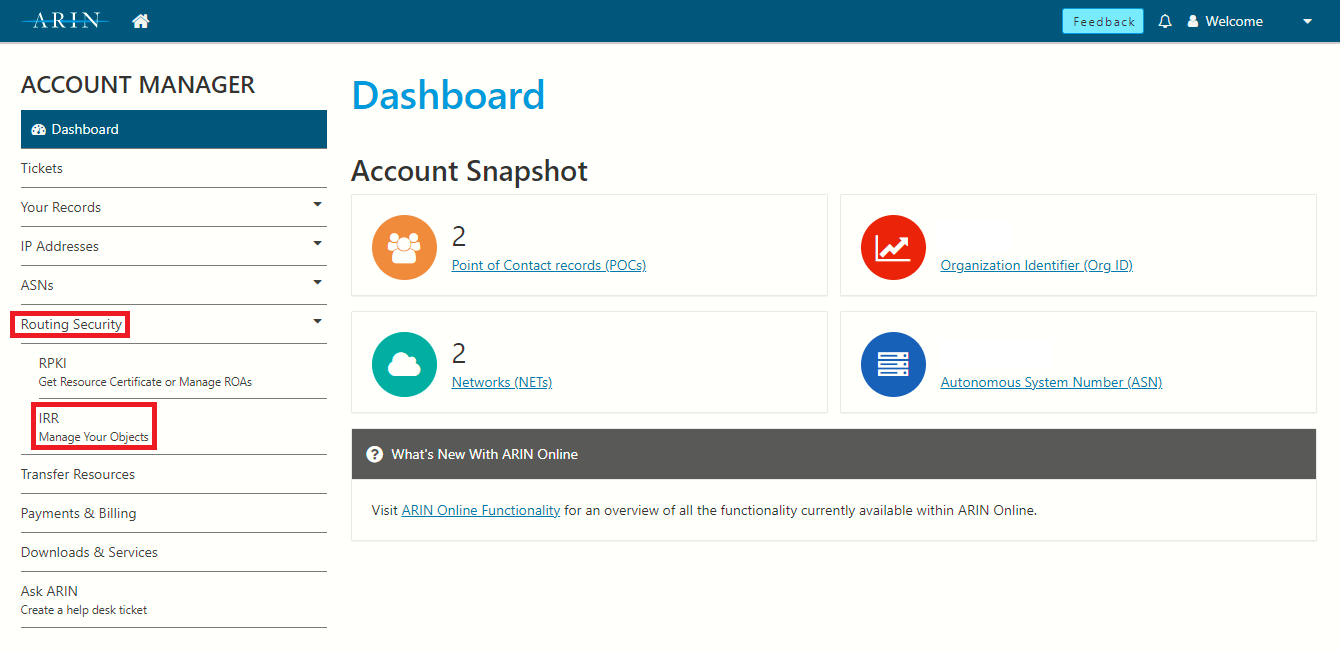 ARIN
Feedback
Welcome
ACCOUNT MANAGER
Dashboard
Tickets
Your Records
IP Addresses
ASNs
Routing Security
RPKI
Get Resource Certificate or Manage ROAs
IRR
Manage Your Objects
Transfer Resources
Payments & Billing
Downloads & Services
Ask ARIN
Create a help desk ticket
Dashboard
Account Snapshot
2
Point of Contact records (POCs)
Organization Identifier (Org ID)
2
Networks (NETs)
Autonomous System Number (ASN)
? What's New With ARIN Online
Visit ARIN Online Functionality for an overview of all the functionality currently available within ARIN Online.